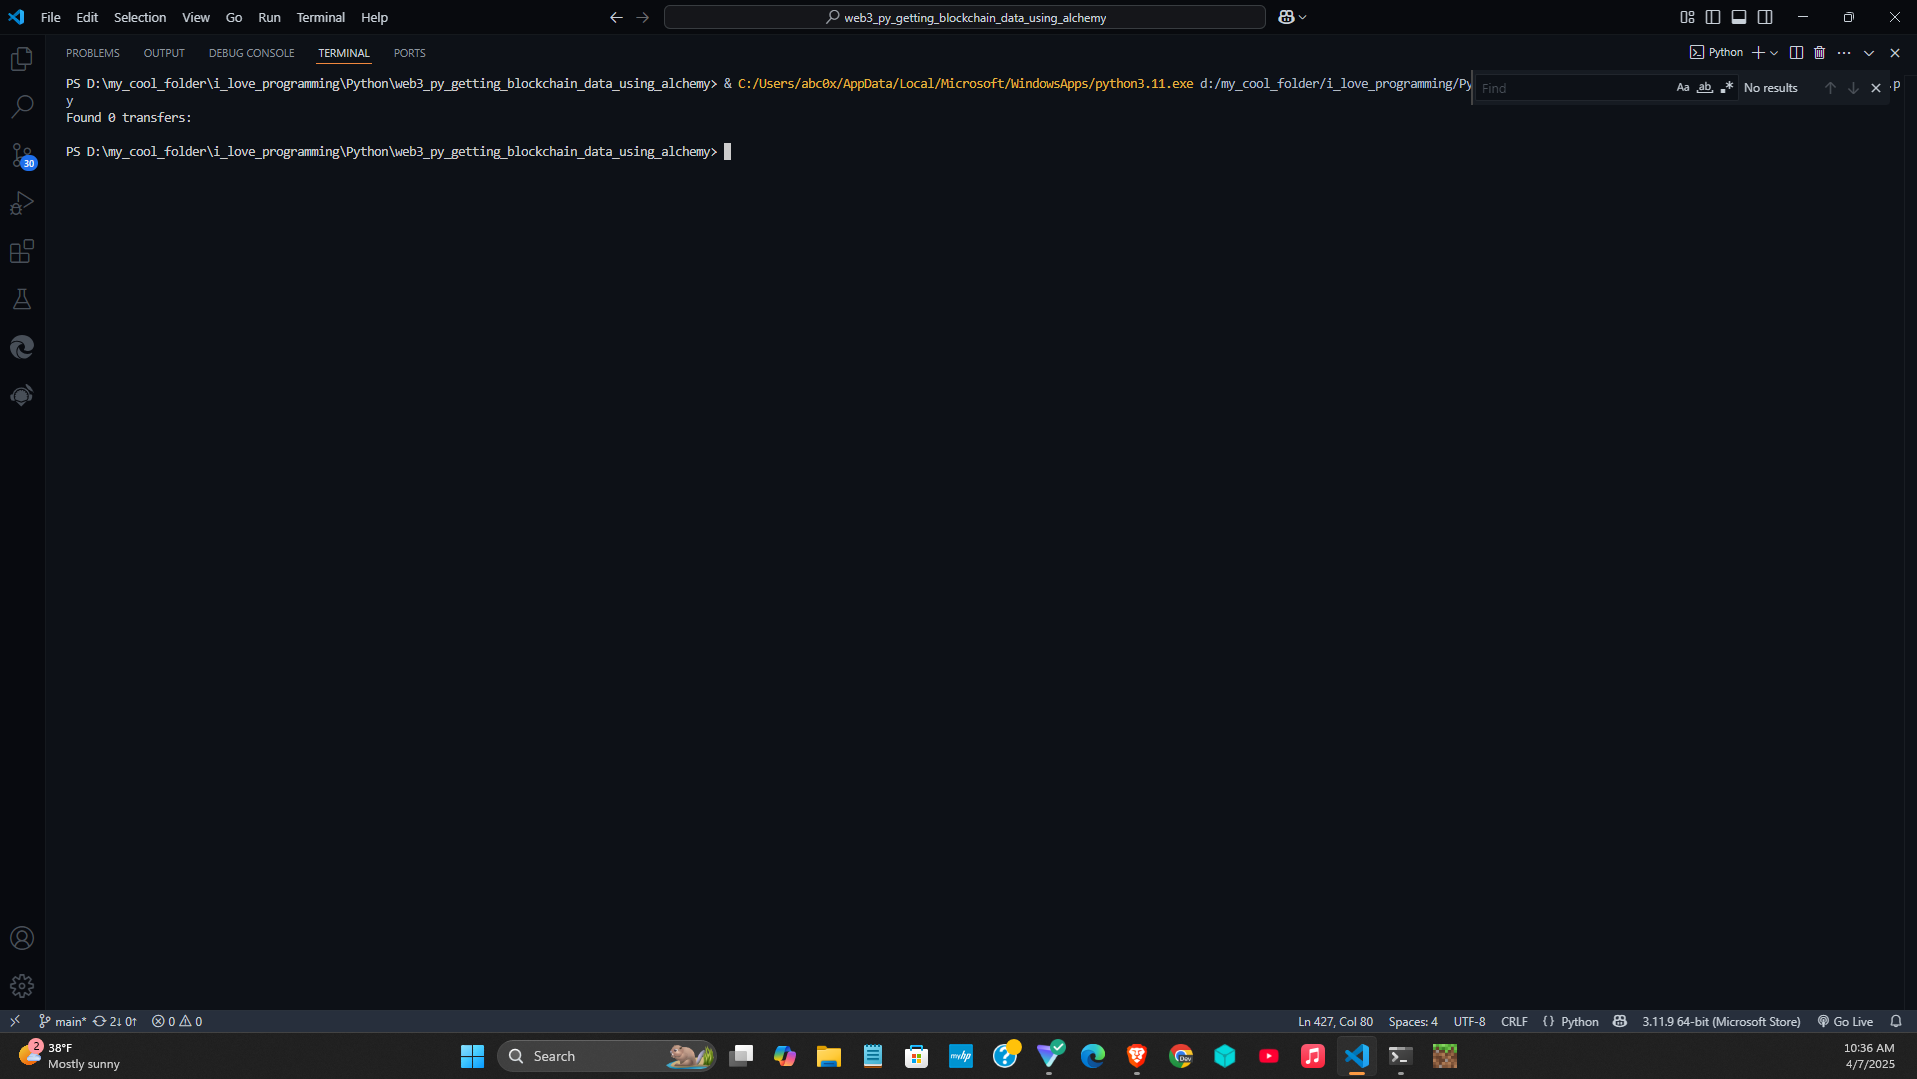 File Edit Selection View Go Run Terminal Help
web3_py_getting_blockchain_data_using_alchemy
PROBLEMS OUTPUT DEBUG CONSOLE TERMINAL PORTS
Python
PS D:\my_cool_folder\i_love_programming\Python\web3_py_getting_blockchain_data_using_alchemy> & C:/Users/abc0x/AppData/Local/Microsoft/WindowsApps/python3.11.exe d:/my_cool_folder/i_love_programming/Py .p
y
Find Aa ab .* No results
Found 0 transfers:
PS D:\my_cool_folder\i_love_programming\Python\web3_py_getting_blockchain_data_using_alchemy>
30
main* 2↓ 0↑ 0 0
Ln 427, Col 80 Spaces: 4 UTF-8 CRLF {} Python 3.11.9 64-bit (Microsoft Store) Go Live
2
38°F
Mostly sunny
Search
myhp
Dev
10:36 AM
4/7/2025